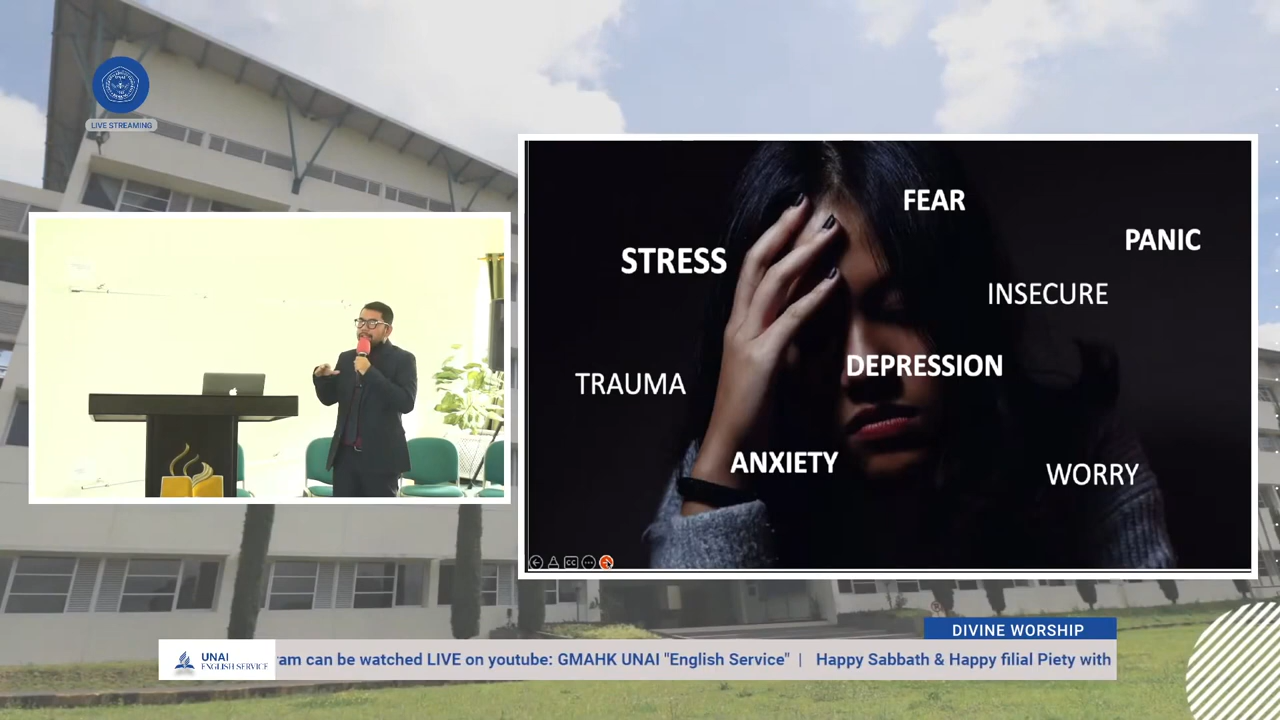 LIVE STREAMING
FEAR
PANIC
STRESS
INSECURE
DEPRESSION
TRAUMA
ANXIETY
WORRY
CC
DIVINE WORSHIP
UNAI
ENGLISH SERVICE
am can be watched LIVE on youtube: GMAHK UNAI "English Service" | Happy Sabbath & Happy filial Piety with